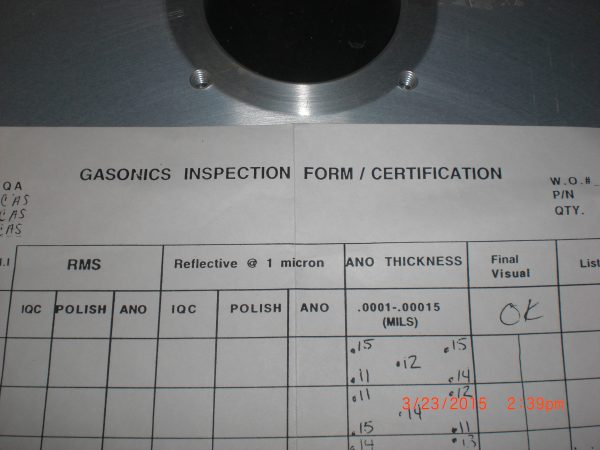 GASONICS INSPECTION FORM / CERTIFICATION
QA
CAS
CAS
CAS
W.O.#_
P/N
QTY.
RMS
Reflective @ 1 micron
ANO THICKNESS
Final
Visual
List
IQC POLISH ANO IQC POLISH ANO
.0001-.00015
(MILS)
OK
.15 .15
.12
.11 .14
.11 .12
.14
.15 .11
.14 .13
3/23/2015 2:39pm